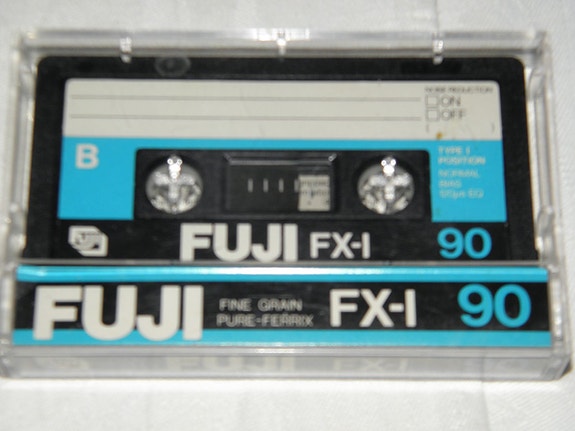 NOISE REDUCTION
ON
OFF
B
TYPE I
POSITION
NORMAL
BIAS
120µs EQ
FUJI FX-I 90
FUJI FINE GRAIN
PURE-FERRIX FX-I 90